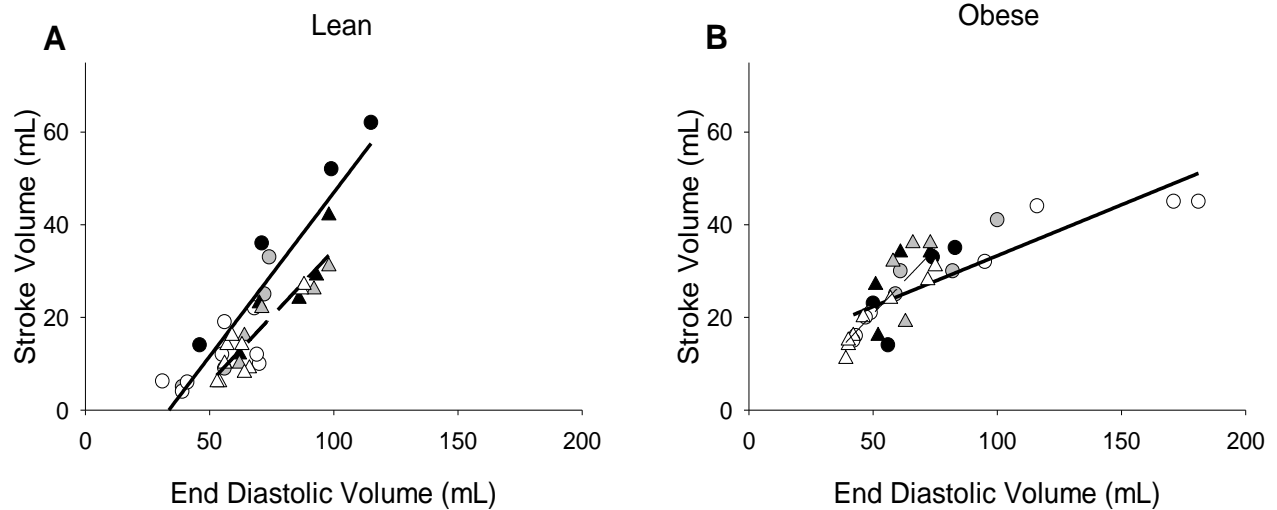 A
Lean
Stroke Volume (mL)
60
40
20
0
0 50 100 150 200
End Diastolic Volume (mL)
B
Obese
Stroke Volume (mL)
60
40
20
0
0 50 100 150 200
End Diastolic Volume (mL)